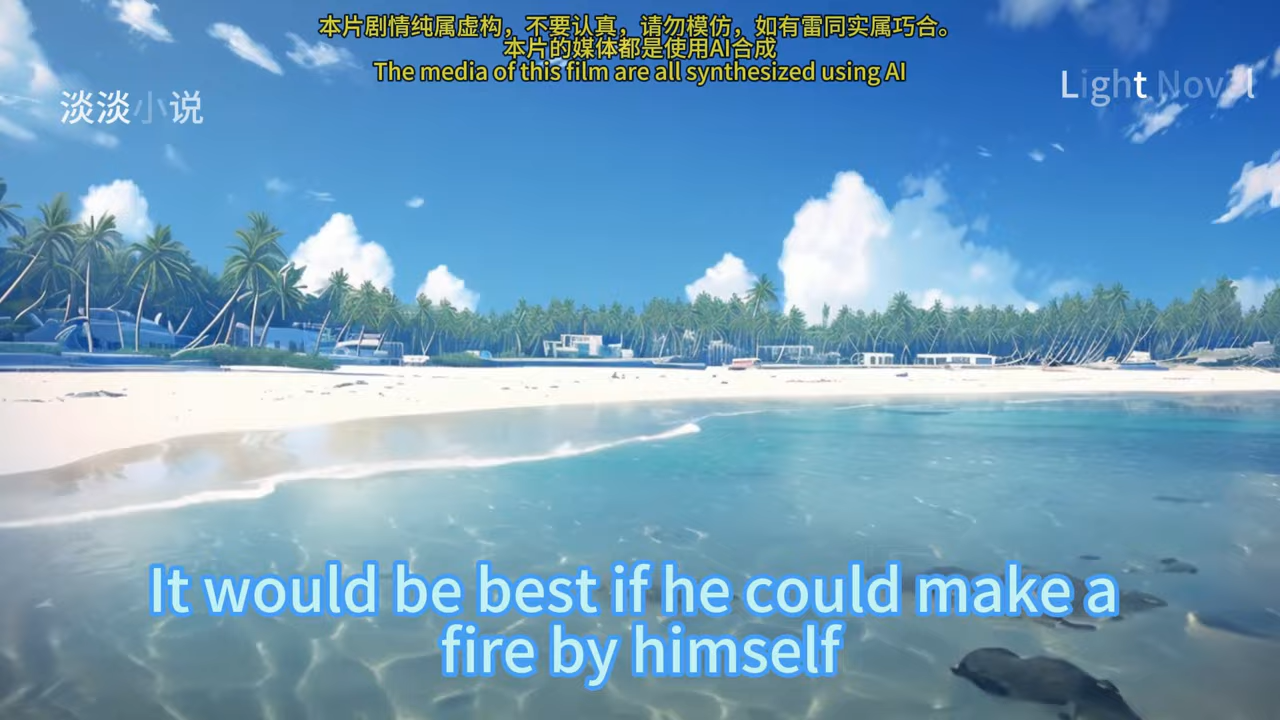 本片剧情纯属虚构，不要认真，请勿模仿，如有雷同实属巧合。
本片的媒体都是使用AI合成
The media of this film are all synthesized using AI
淡淡小说
Light Novel
It would be best if he could make a
fire by himself